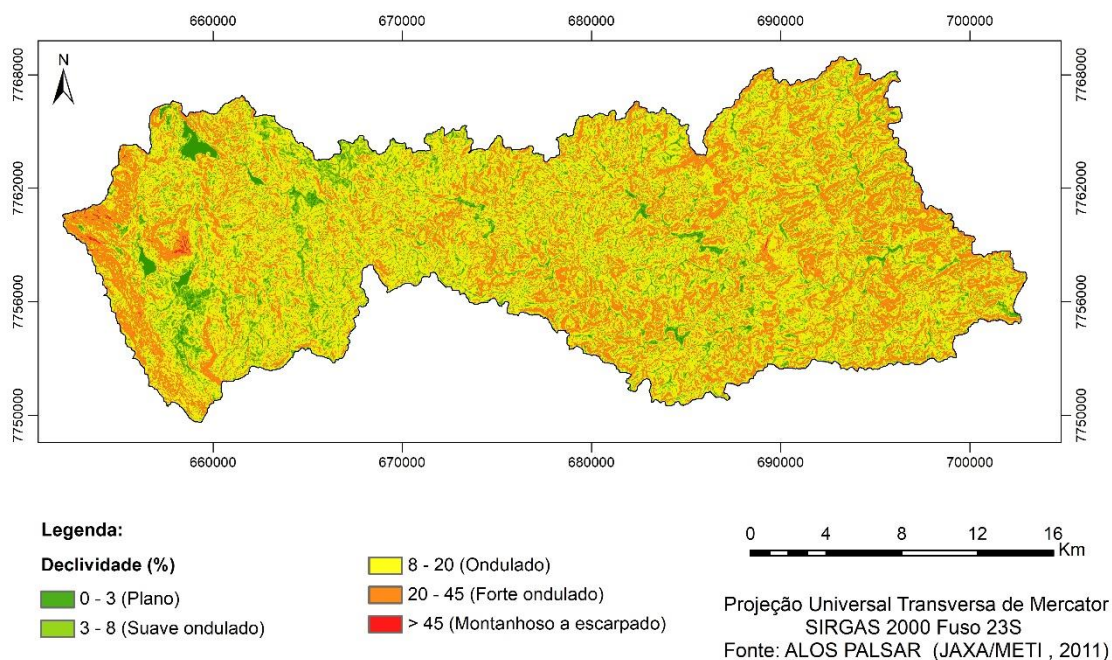 660000 670000 680000 690000 700000
7768000 7768000
N
7762000 7762000
7756000 7756000
7750000 7750000
660000 670000 680000 690000 700000
Legenda:
Declividade (%)
0 - 3 (Plano)
3 - 8 (Suave ondulado)
8 - 20 (Ondulado)
20 - 45 (Forte ondulado)
> 45 (Montanhoso a escarpado)
0 4 8 12 16
Km
Projeção Universal Transversa de Mercator
SIRGAS 2000 Fuso 23S
Fonte: ALOS PALSAR (JAXA/METI , 2011)